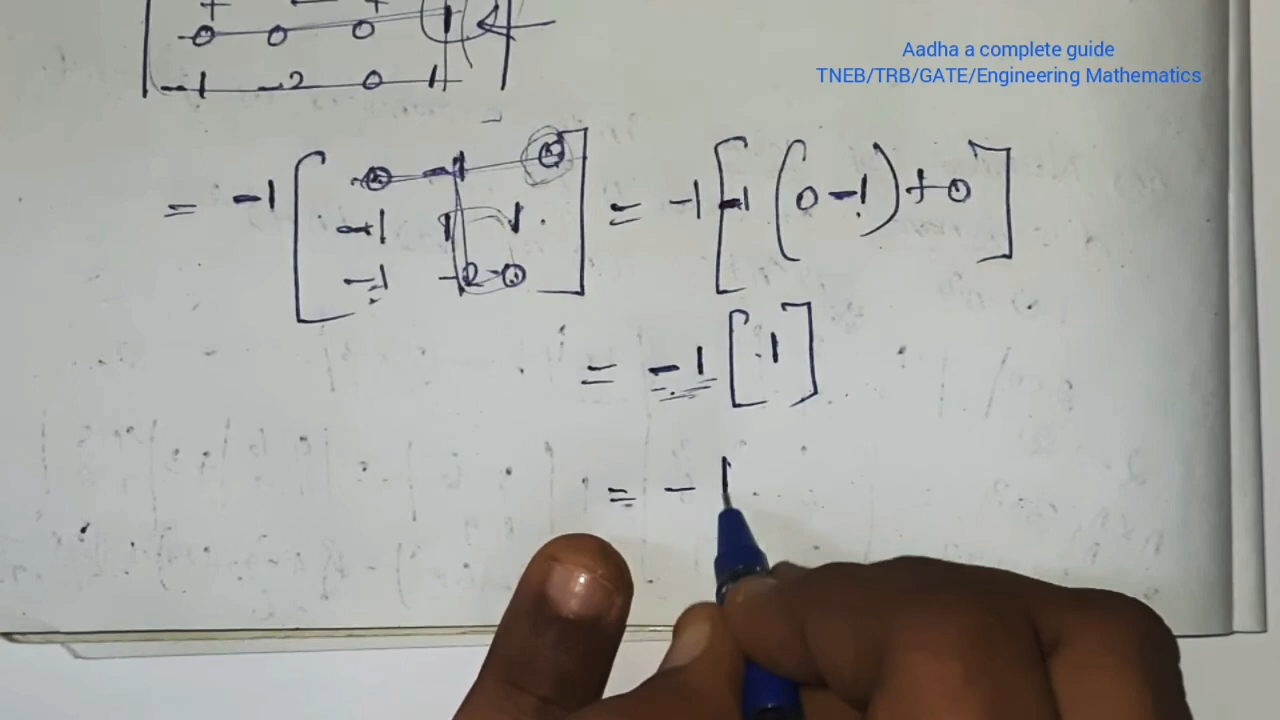 + - +
-0 0 0 1
-1 -2 0 1
Aadha a complete guide
TNEB/TRB/GATE/Engineering Mathematics
= -1 [ 0 -1 0
-1 1 1
-1 -2 0 ] = -1 [ -1 ( 0 - 1 ) + 0 ]
= -1 [ 1 ]
= - 1